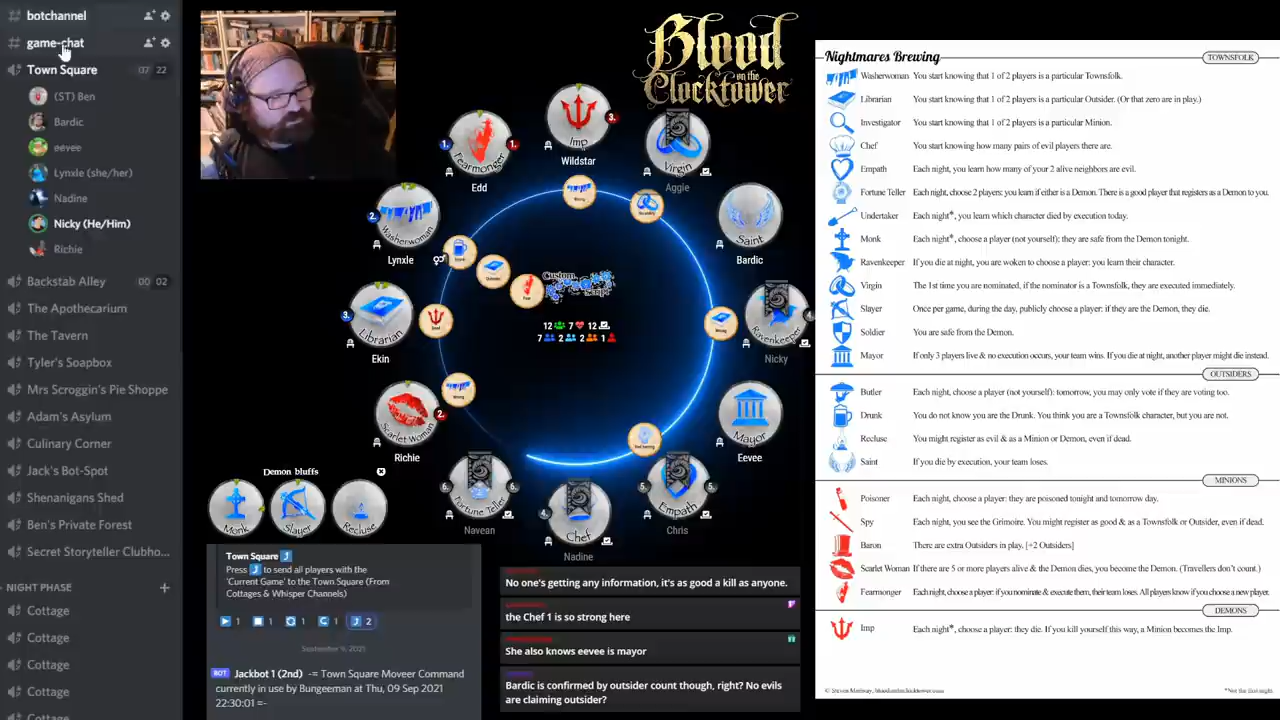 botchannel
game-chat
Town Square 07 22
(ST) Ben
Bardic
eevee
Lynxle (she/her)
Nadine
Nicky (He/Him)
Richie
Backstab Alley 00 02
The Apothecarium
The Tavern
Tyler's Soapbox
Mrs Scroggin's Pie Shoppe
Adam's Asylum
Culinary Corner
Jack's Bot-Spot
Shenanigans Shed
Ben's Private Forest
Secret Storyteller Clubho...
NIGHT PHASE
Cottage
Cottage
Cottage
Cottage
Cottage
Blood
on the
Clocktower
Imp
Wildstar
Fearmonger
Edd
Virgin
Aggie
Washerwoman
Lynxle
Saint
Bardic
Librarian
Ekin
Ravenkeeper
Nicky
Scarlet Woman
Richie
Mayor
Eevee
Fortune Teller
Navean
Chef
Nadine
Empath
Chris
Custom
Script
12 7 12
7 2 2 1
Demon bluffs
Monk
Slayer
Recluse
Town Square
Press to send all players with the
'Current Game' to the Town Square (From
Cottages & Whisper Channels)
1 1 1 1 2
September 9, 2021
BOT Jackbot 1 (2nd) -= Town Square Moveer Command
currently in use by Bungeeman at Thu, 09 Sep 2021
22:30:01 =-
No one's getting any information, it's as good a kill as anyone.
the Chef 1 is so strong here
She also knows eevee is mayor
Bardic is confirmed by outsider count though, right? No evils
are claiming outsider?
Nightmares Brewing
TOWNSFOLK
Washerwoman You start knowing that 1 of 2 players is a particular Townsfolk.
Librarian You start knowing that 1 of 2 players is a particular Outsider. (Or that zero are in play.)
Investigator You start knowing that 1 of 2 players is a particular Minion.
Chef You start knowing how many pairs of evil players there are.
Empath Each night, you learn how many of your 2 alive neighbors are evil.
Fortune Teller Each night, choose 2 players: you learn if either is a Demon. There is a good player that registers as a Demon to you.
Undertaker Each night*, you learn which character died by execution today.
Monk Each night*, choose a player (not yourself): they are safe from the Demon tonight.
Ravenkeeper If you die at night, you are woken to choose a player: you learn their character.
Virgin The 1st time you are nominated, if the nominator is a Townsfolk, they are executed immediately.
Slayer Once per game, during the day, publicly choose a player: if they are the Demon, they die.
Soldier You are safe from the Demon.
Mayor If only 3 players live & no execution occurs, your team wins. If you die at night, another player might die instead.
OUTSIDERS
Butler Each night, choose a player (not yourself): tomorrow, you may only vote if they are voting too.
Drunk You do not know you are the Drunk. You think you are a Townsfolk character, but you are not.
Recluse You might register as evil & as a Minion or Demon, even if dead.
Saint If you die by execution, your team loses.
MINIONS
Poisoner Each night, choose a player: they are poisoned tonight and tomorrow day.
Spy Each night, you see the Grimoire. You might register as good & as a Townsfolk or Outsider, even if dead.
Baron There are extra Outsiders in play. [+2 Outsiders]
Scarlet Woman If there are 5 or more players alive & the Demon dies, you become the Demon. (Travellers don't count.)
Fearmonger Each night, choose a player: if you nominate & execute them, their team loses. All players know if you choose a new player.
DEMONS
Imp Each night*, choose a player: they die. If you kill yourself this way, a Minion becomes the Imp.
*Not the first night